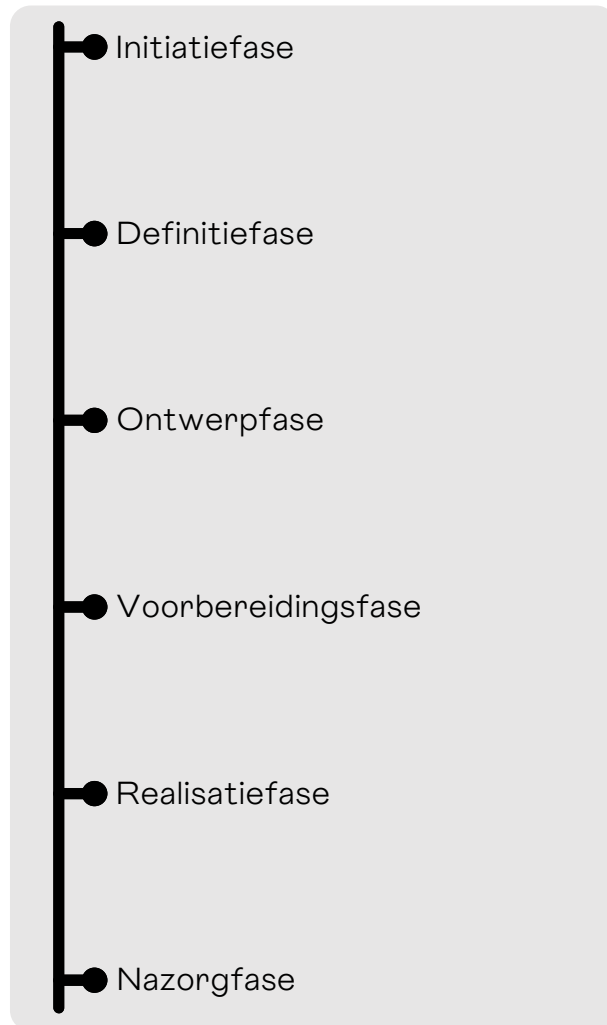 Initiatiefase
Definitiefase
Ontwerpfase
Voorbereidingsfase
Realisatiefase
Nazorgfase